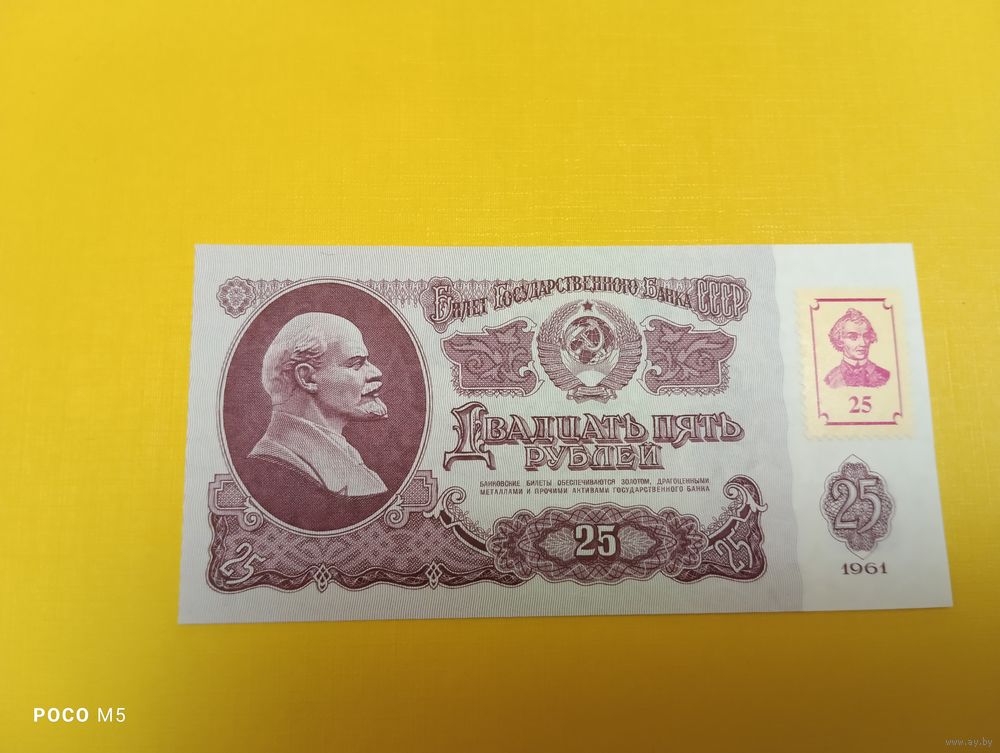 Билет Государственного Банка СССР
25
Двадцать пять
рублей
БАНКОВСКИЕ БИЛЕТЫ ОБЕСПЕЧИВАЮТСЯ ЗОЛОТОМ, ДРАГОЦЕННЫМИ
МЕТАЛЛАМИ И ПРОЧИМИ АКТИВАМИ ГОСУДАРСТВЕННОГО БАНКА
25
25
25
25
1961
POCO M5
www.ay.by